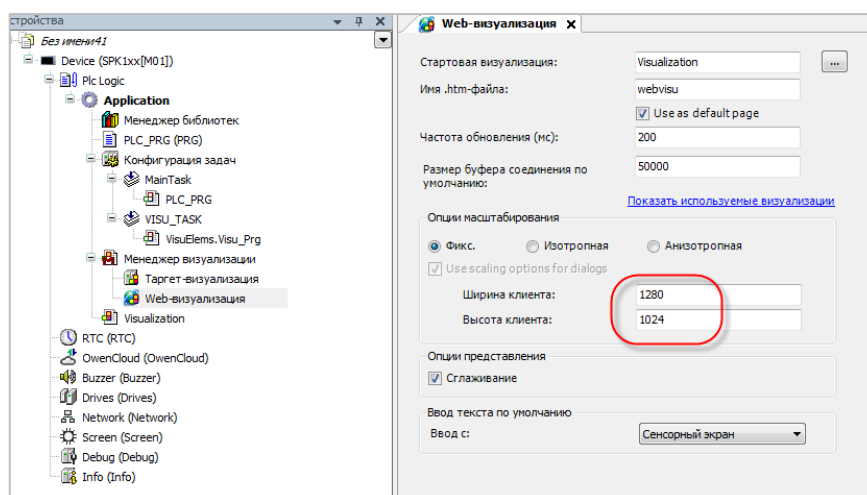 стройства
Без имени41
Device (SPK1xx[M01])
Plc Logic
Application
Менеджер библиотек
PLC_PRG (PRG)
Конфигурация задач
MainTask
PLC_PRG
VISU_TASK
VisuElems.Visu_Prg
Менеджер визуализации
Таргет-визуализация
Web-визуализация
Visualization
RTC (RTC)
OwenCloud (OwenCloud)
Buzzer (Buzzer)
Drives (Drives)
Network (Network)
Screen (Screen)
Debug (Debug)
Info (Info)
Web-визуализация X
Стартовая визуализация: Visualization ...
Имя .htm-файла: webvisu
Use as default page
Частота обновления (мс): 200
Размер буфера соединения по 50000
умолчанию:
Показать используемые визуализации
Опции масштабирования
Фикс. Изотропная Анизотропная
Use scaling options for dialogs
Ширина клиента: 1280
Высота клиента: 1024
Опции представления
Сглаживание
Ввод текста по умолчанию
Ввод с: Сенсорный экран